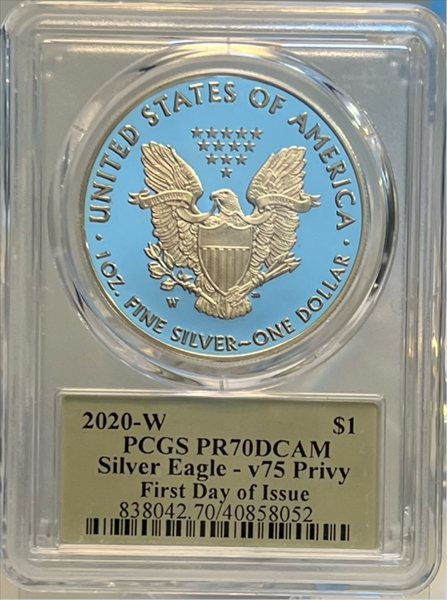 UNITED STATES OF AMERICA
W
1 OZ. FINE SILVER~ONE DOLLAR
2020-W $1
PCGS PR70DCAM
Silver Eagle - v75 Privy
First Day of Issue
838042.70/40858052